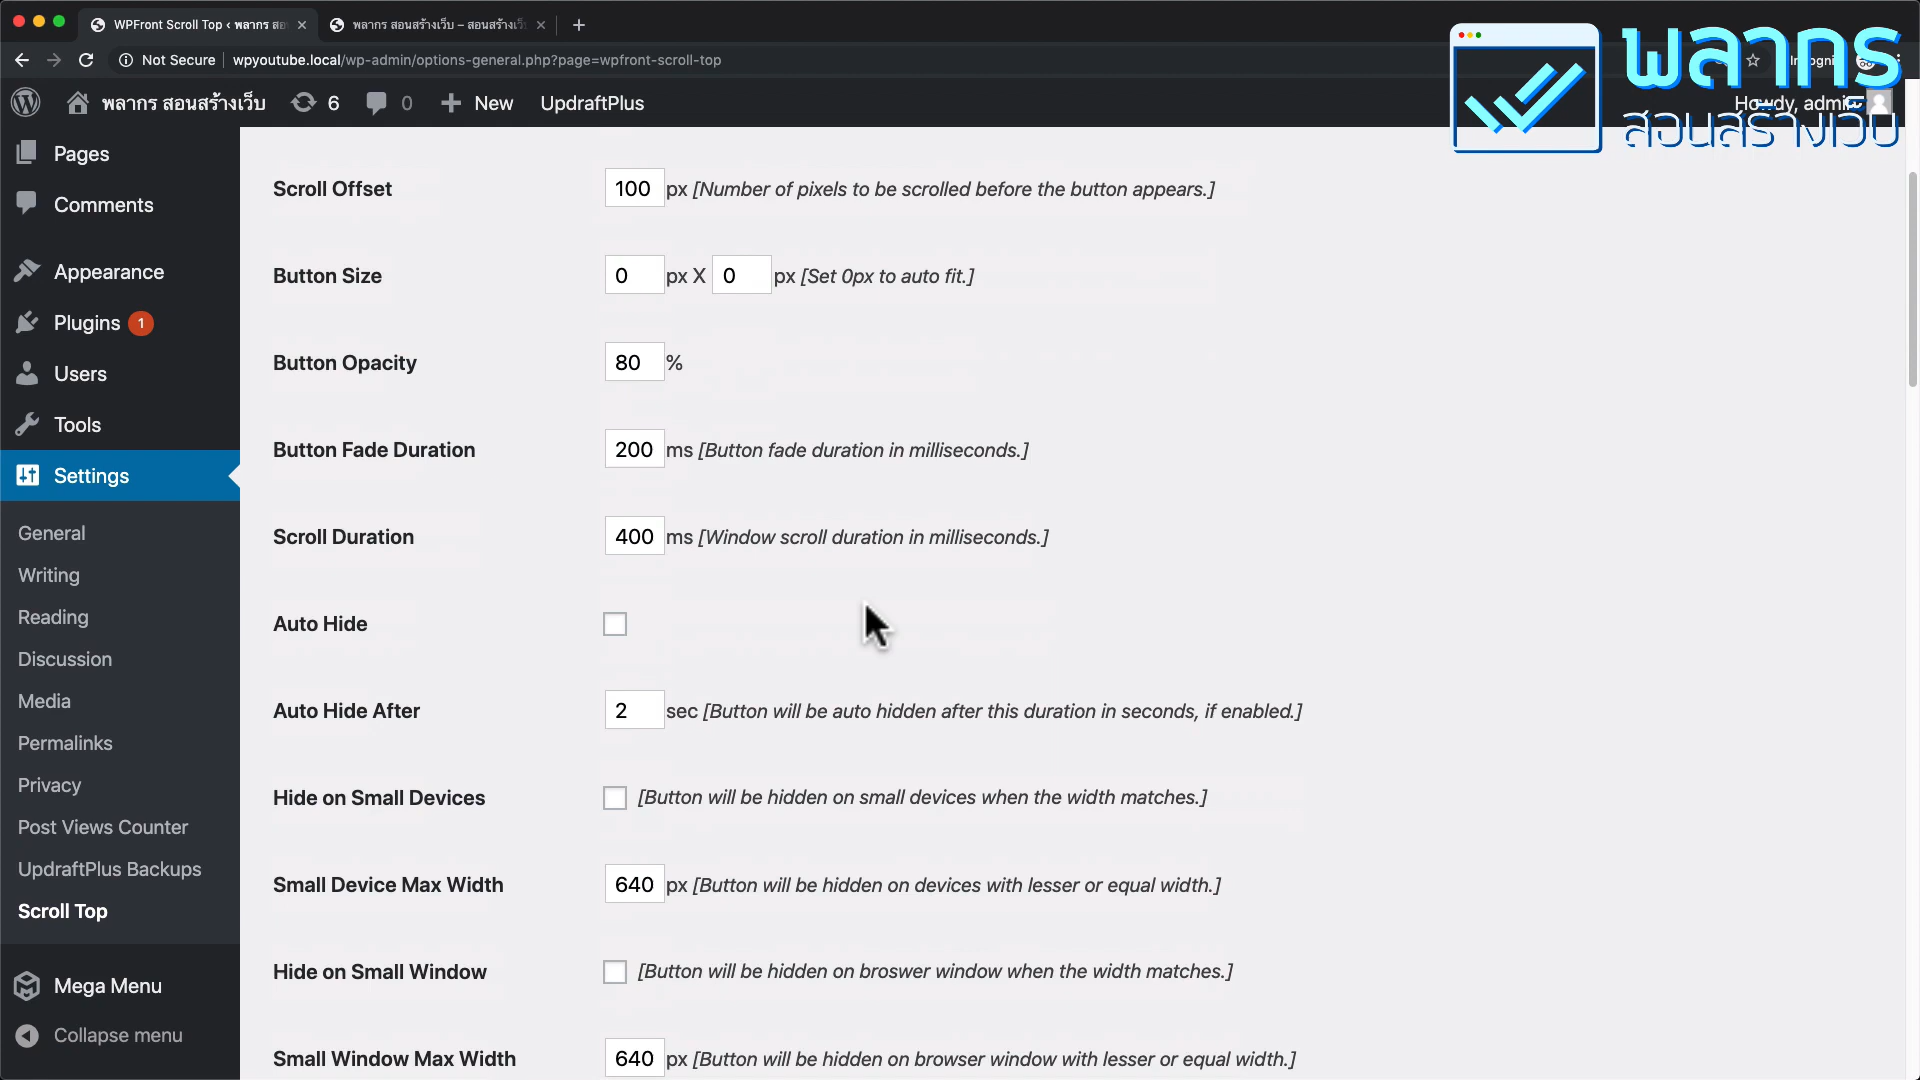 WPFront Scroll Top ‹ พลากร สอ
พลากร สอนสร้างเว็บ – สอนสร้างเว็
Not Secure
wpyoutube.local/wp-admin/options-general.php?page=wpfront-scroll-top
พลากร
สอนสร้างเว็บ
พลากร สอนสร้างเว็บ
6
0
New
UpdraftPlus
Howdy, admin
Pages
Comments
Appearance
Plugins 1
Users
Tools
Settings
General
Writing
Reading
Discussion
Media
Permalinks
Privacy
Post Views Counter
UpdraftPlus Backups
Scroll Top
Mega Menu
Collapse menu
Scroll Offset 100 px [Number of pixels to be scrolled before the button appears.]
Button Size 0 px X 0 px [Set 0px to auto fit.]
Button Opacity 80 %
Button Fade Duration 200 ms [Button fade duration in milliseconds.]
Scroll Duration 400 ms [Window scroll duration in milliseconds.]
Auto Hide
Auto Hide After 2 sec [Button will be auto hidden after this duration in seconds, if enabled.]
Hide on Small Devices [Button will be hidden on small devices when the width matches.]
Small Device Max Width 640 px [Button will be hidden on devices with lesser or equal width.]
Hide on Small Window [Button will be hidden on broswer window when the width matches.]
Small Window Max Width 640 px [Button will be hidden on browser window with lesser or equal width.]